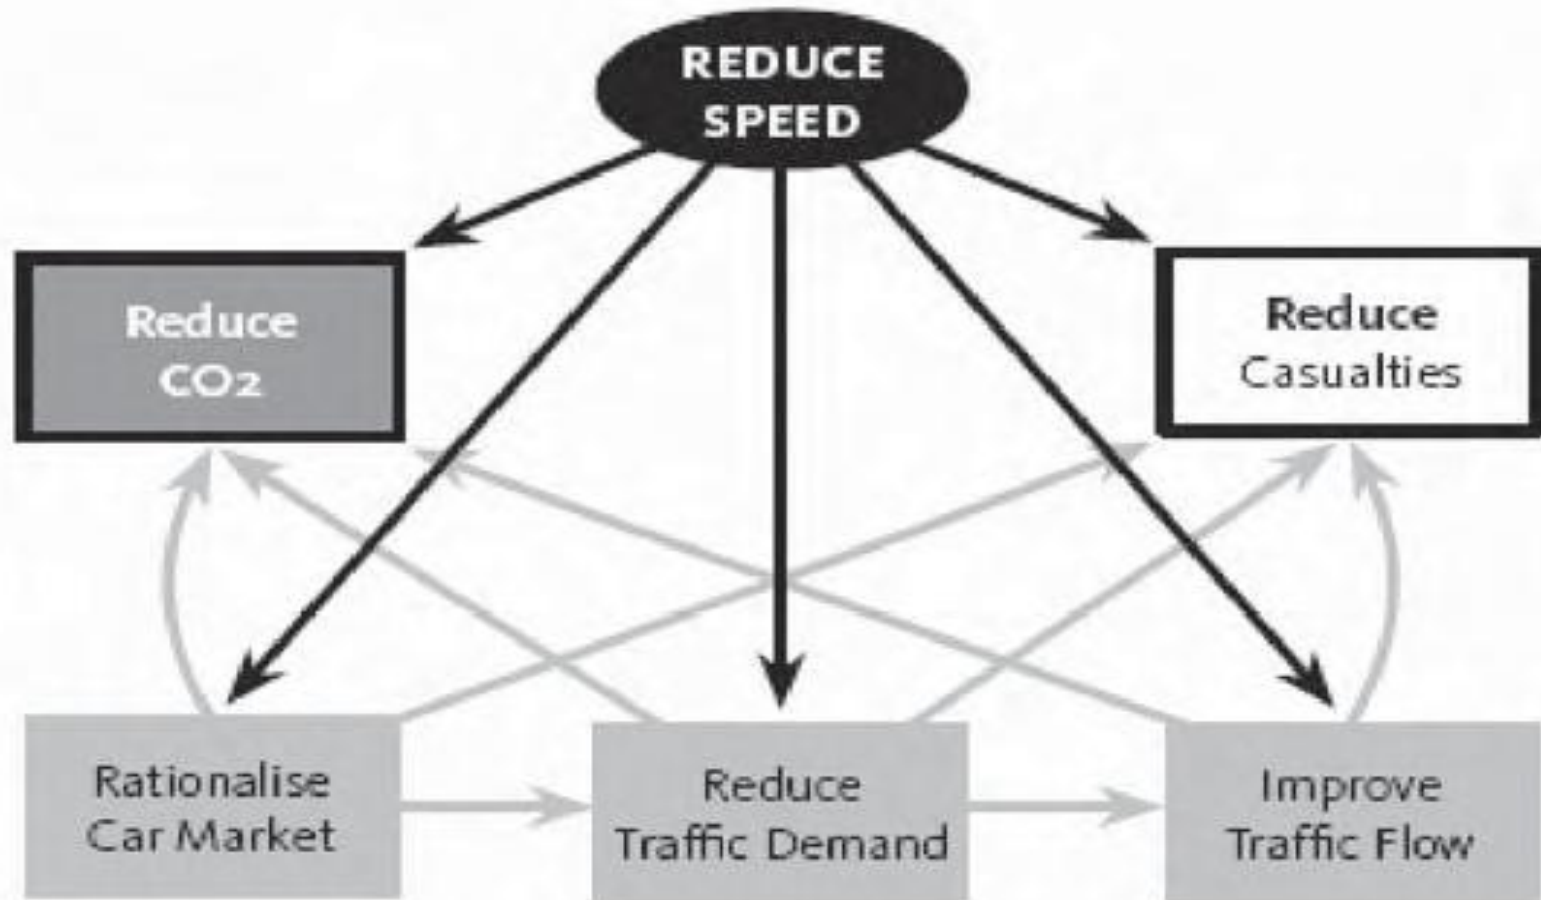 REDUCE
SPEED
Reduce
CO2
Reduce
Casualties
Rationalise
Car Market
Reduce
Traffic Demand
Improve
Traffic Flow